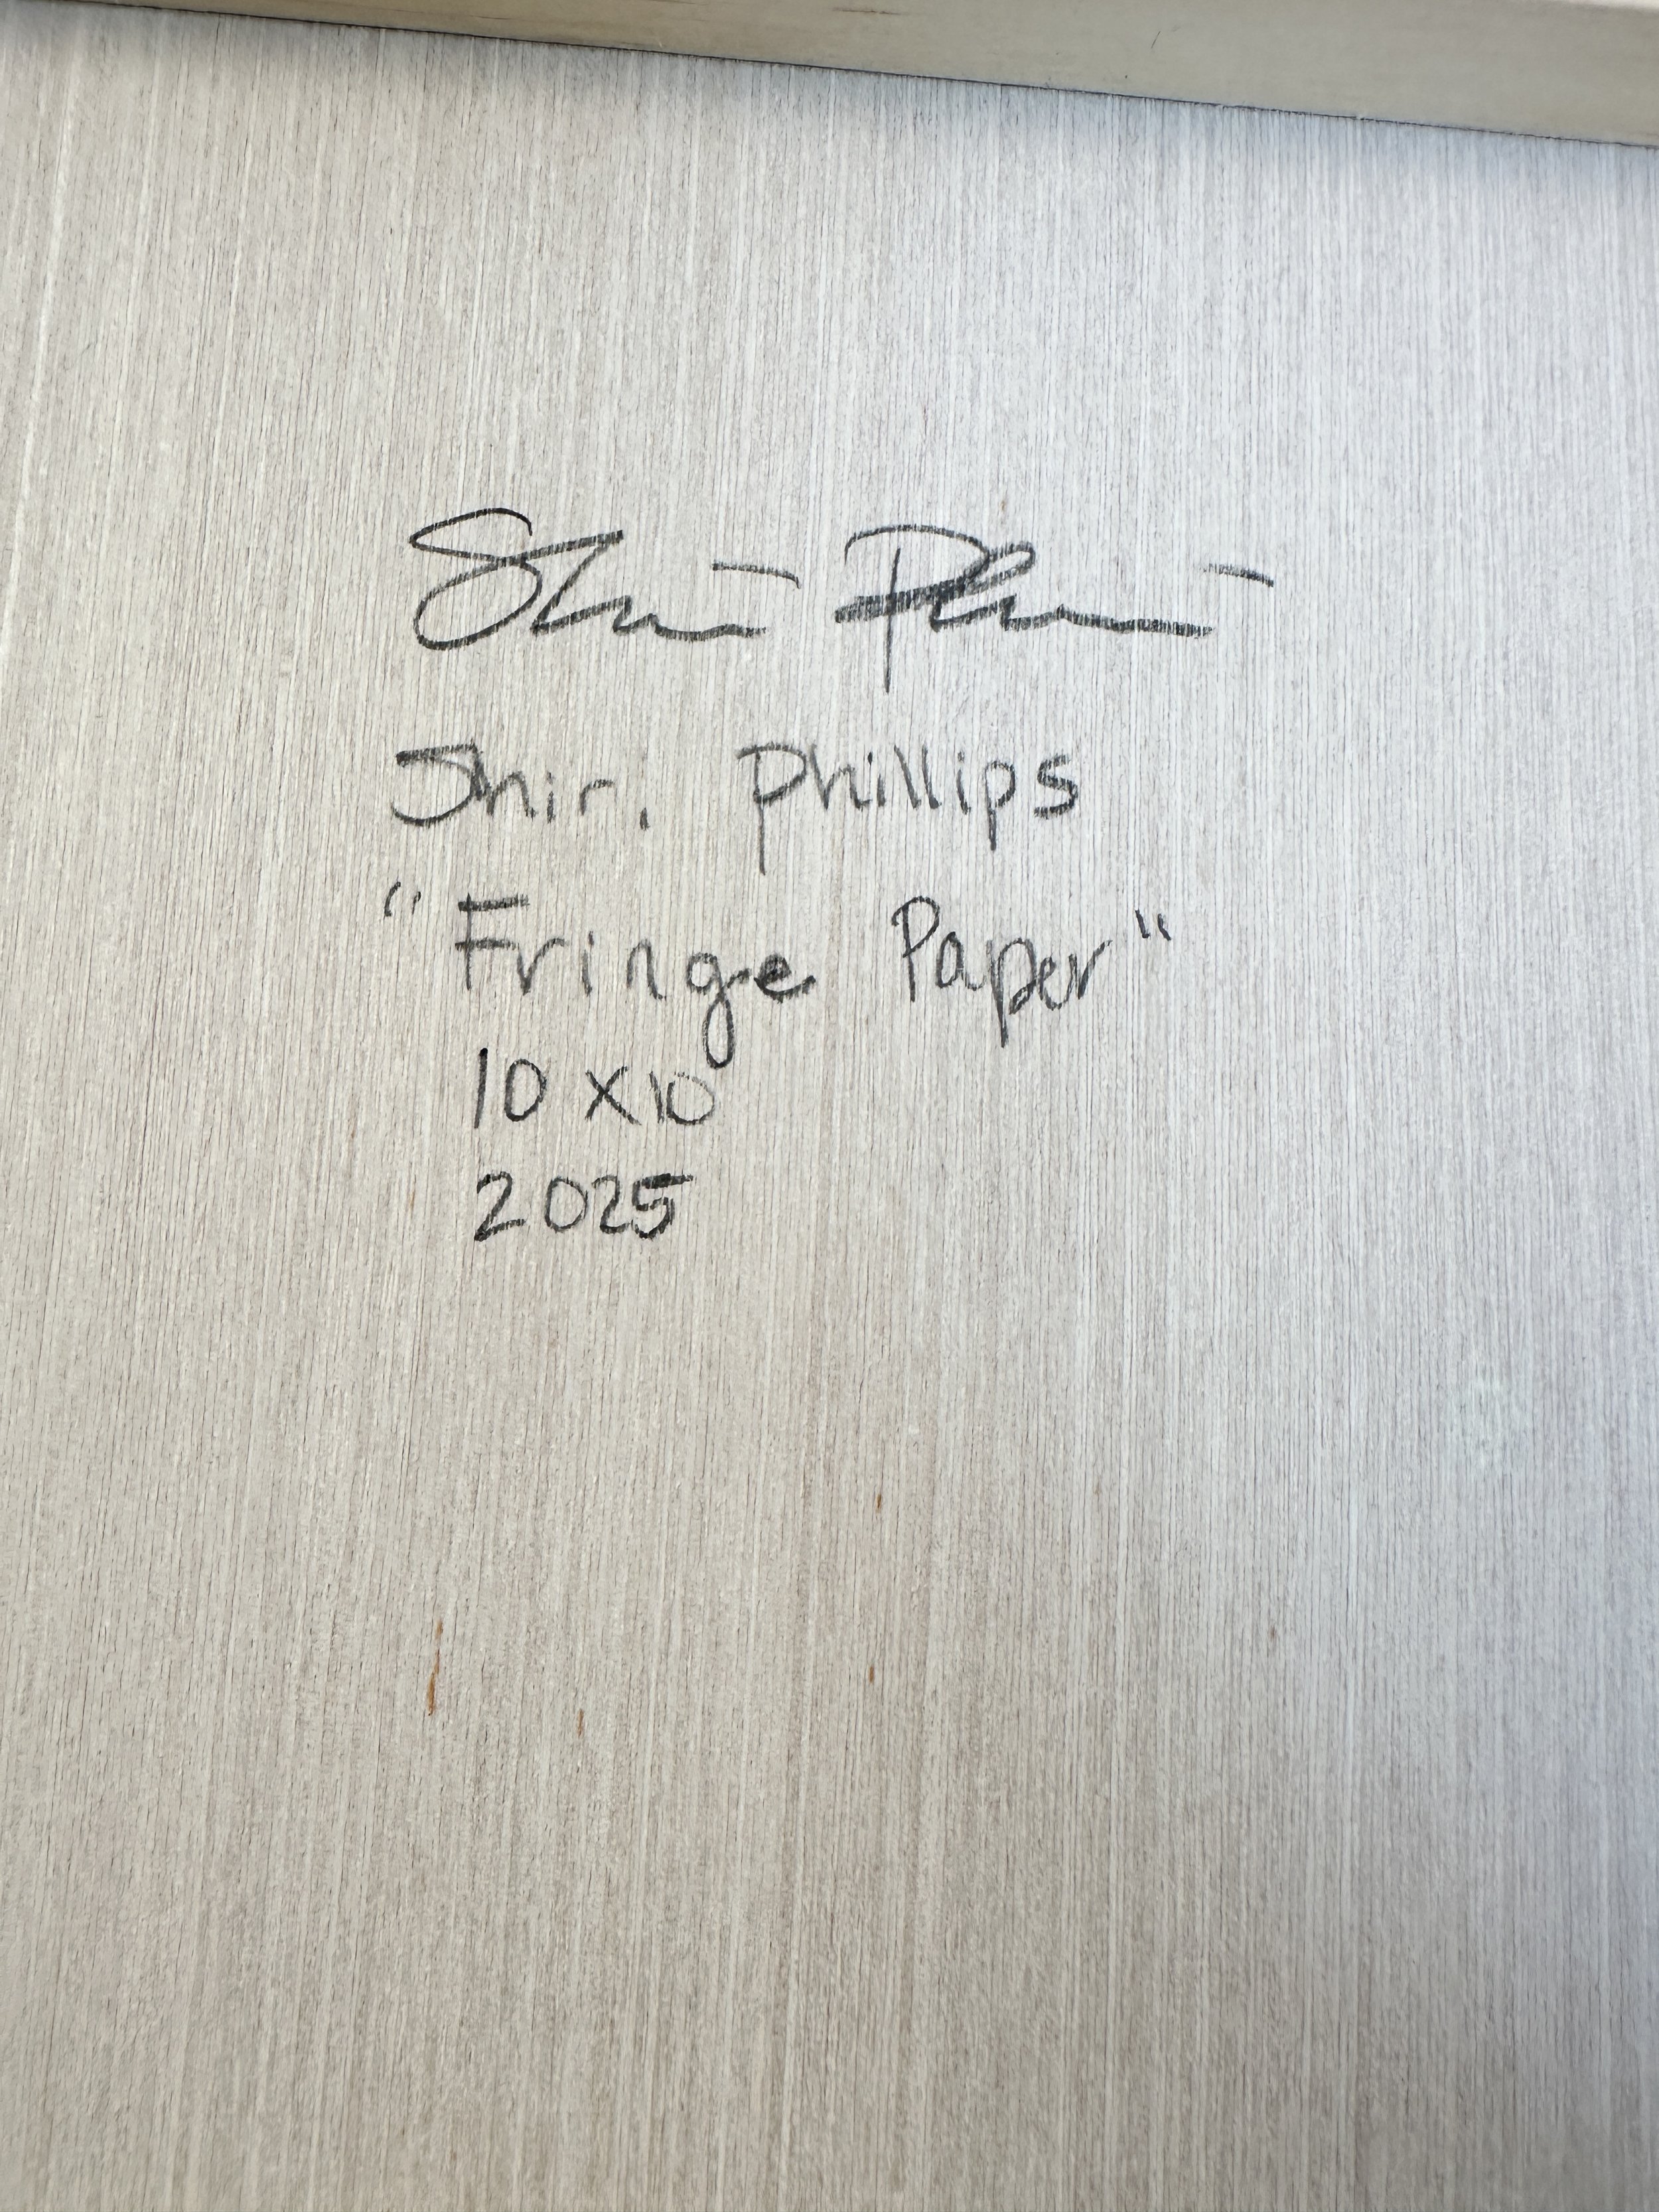 Shiri Phillips
"Fringe Paper"
10 x 10
2025